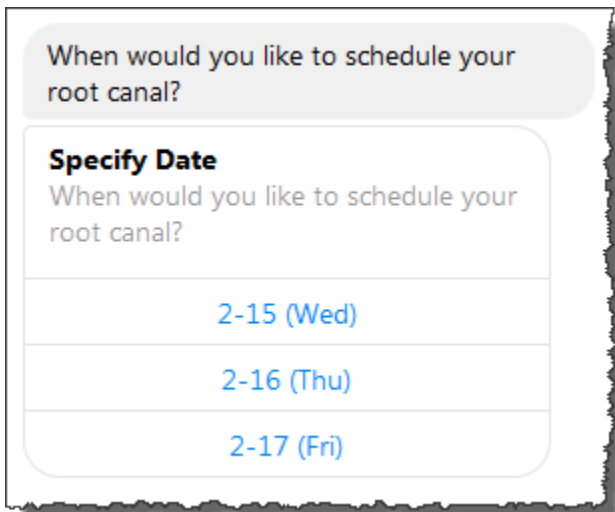 When would you like to schedule your
root canal?
Specify Date
When would you like to schedule your
root canal?
2-15 (Wed)
2-16 (Thu)
2-17 (Fri)